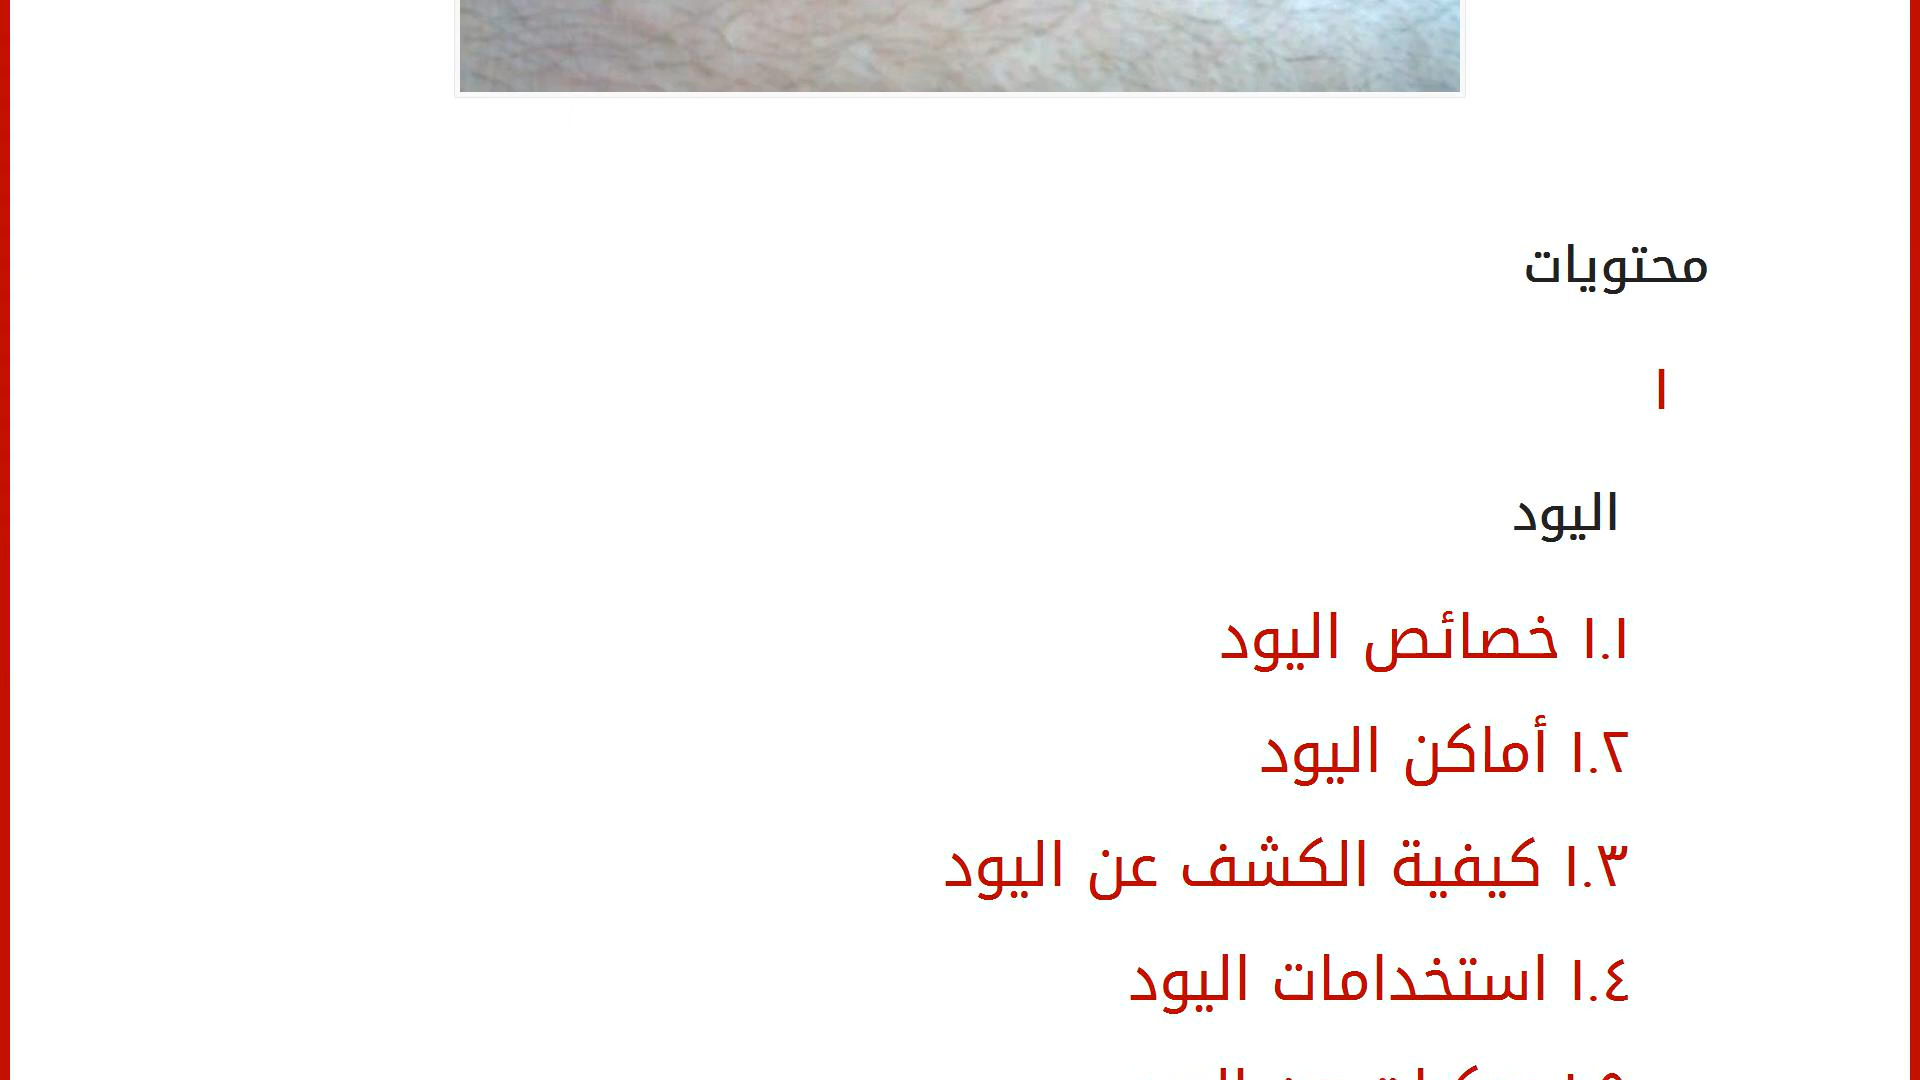 محتويات
١
اليود
١.١ خصائص اليود
١.٢ أماكن اليود
١.٣ كيفية الكشف عن اليود
١.٤ استخدامات اليود